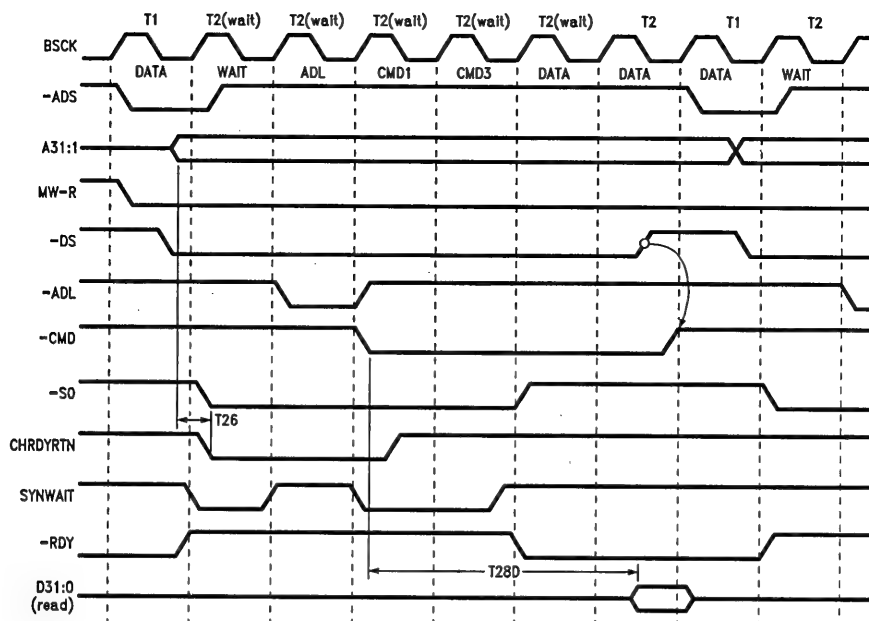 T1 T2(wait) T2(wait) T2(wait) T2(wait) T2(wait) T2 T1 T2
BSCK
DATA WAIT ADL CMD1 CMD3 DATA DATA DATA WAIT
-ADS
A31:1
MW-R
-DS
-ADL
-CMD
-S0
T26
CHRDYRTN
SYNWAIT
-RDY
T28D
D31:0
(read)